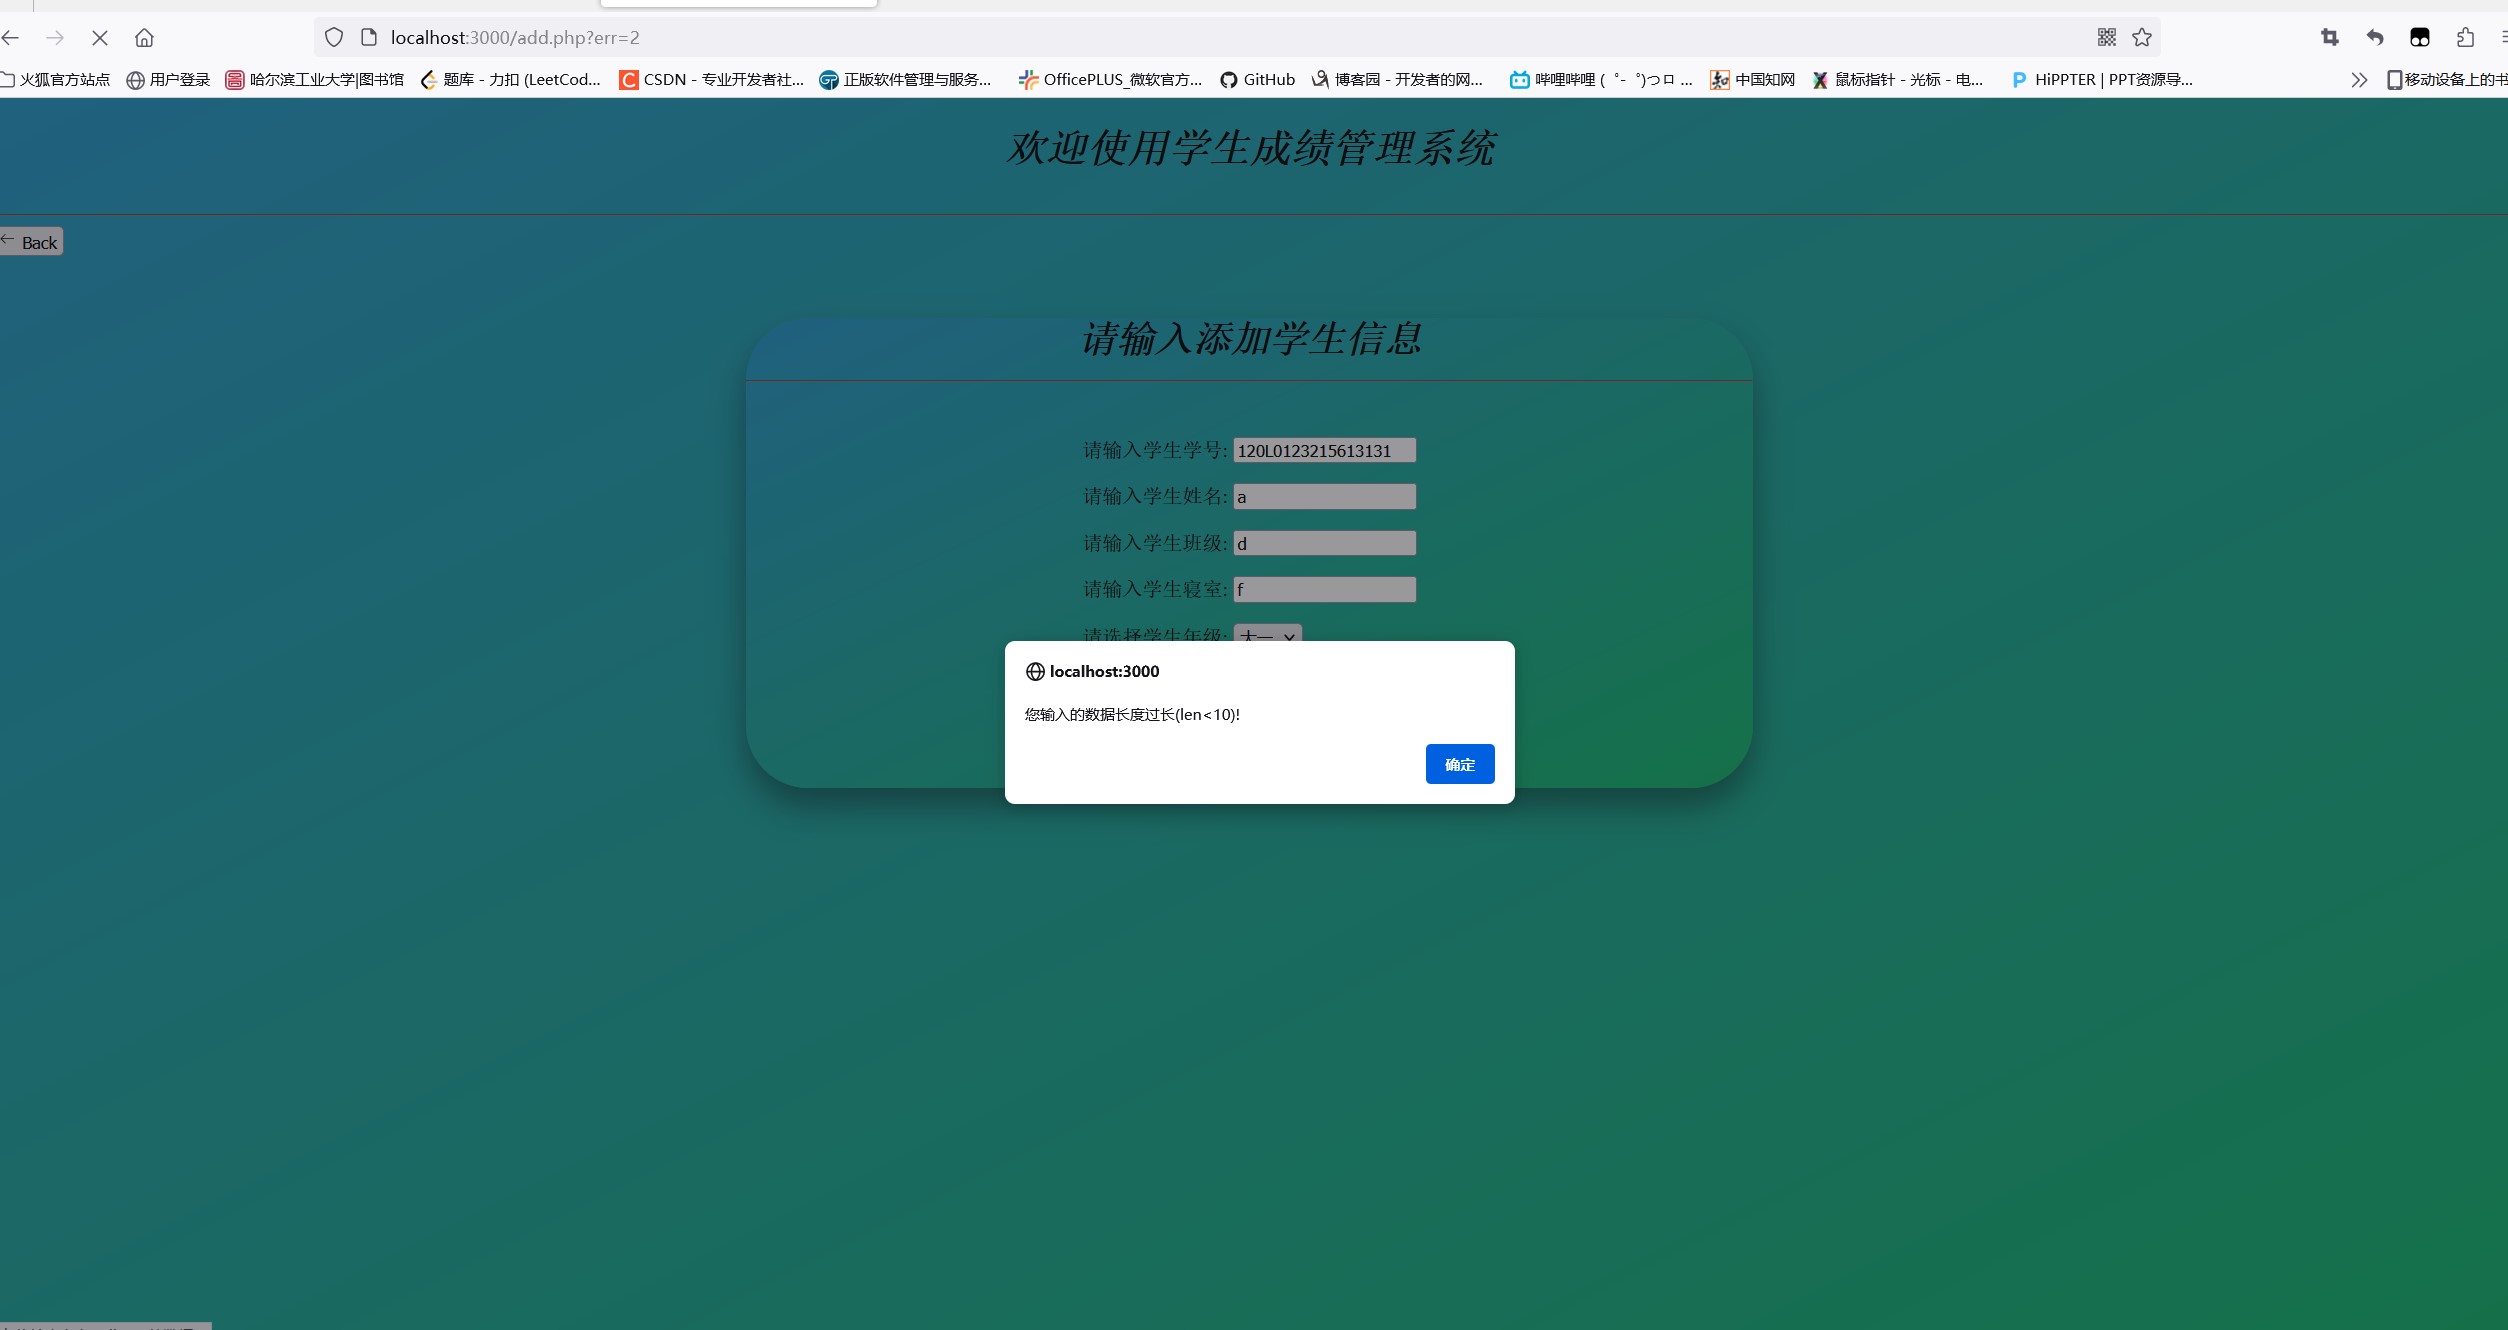 localhost:3000/add.php?err=2
火狐官方站点 用户登录 哈尔滨工业大学|图书馆 题库 - 力扣 (LeetCod... CSDN - 专业开发者社... 正版软件管理与服务... OfficePLUS_微软官方... GitHub 博客园 - 开发者的网... 哔哩哔哩 ( ゜- ゜)つロ ... 中国知网 鼠标指针 - 光标 - 电... HiPPTER | PPT资源导... 移动设备上的书
欢迎使用学生成绩管理系统
Back
请输入添加学生信息
请输入学生学号: 120L0123215613131
请输入学生姓名: a
请输入学生班级: d
请输入学生寝室: f
请选择学生年级: 大一
localhost:3000
您输入的数据长度过长(len<10)!
确定